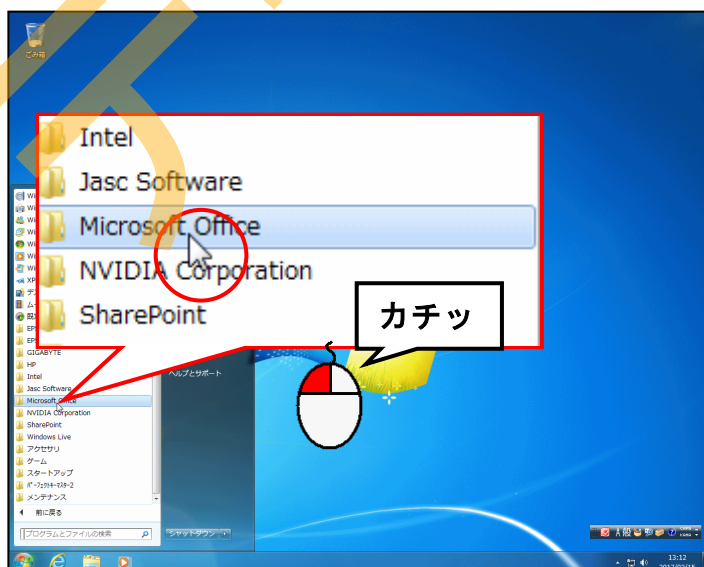 ごみ箱
Intel
Jasc Software
Microsoft Office
NVIDIA Corporation
SharePoint
カチッ
GIGABYTE
HP
Intel
Jasc Software
Microsoft Office
NVIDIA Corporation
SharePoint
Windows Live
アクセサリ
ゲーム
スタートアップ
メンテナンス
前に戻る
プログラムとファイルの検索
ヘルプとサポート
シャットダウン
A 般
13:12